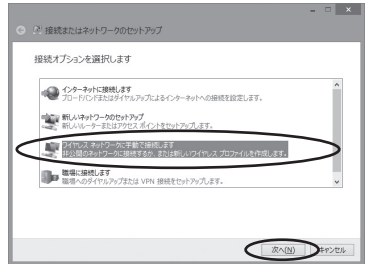 接続またはネットワークのセットアップ
接続オプションを選択します
インターネットに接続します
ブロードバンドまたはダイヤルアップによるインターネットへの接続を設定します。
新しいネットワークのセットアップ
新しいルーターまたはアクセス ポイントをセットアップします。
ワイヤレス ネットワークに手動で接続します
非公開のネットワークに接続するか、または新しいワイヤレス プロファイルを作成します。
職場に接続します
職場へのダイヤルアップまたは VPN 接続をセットアップします。
次へ(N)
キャンセル